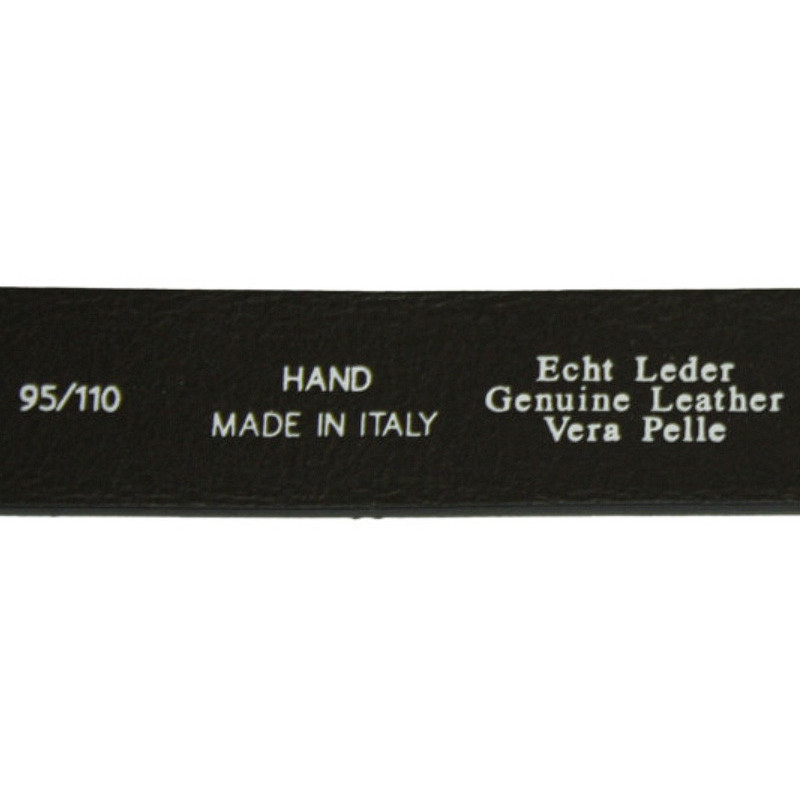 95/110
HAND
MADE IN ITALY
Echt Leder
Genuine Leather
Vera Pelle